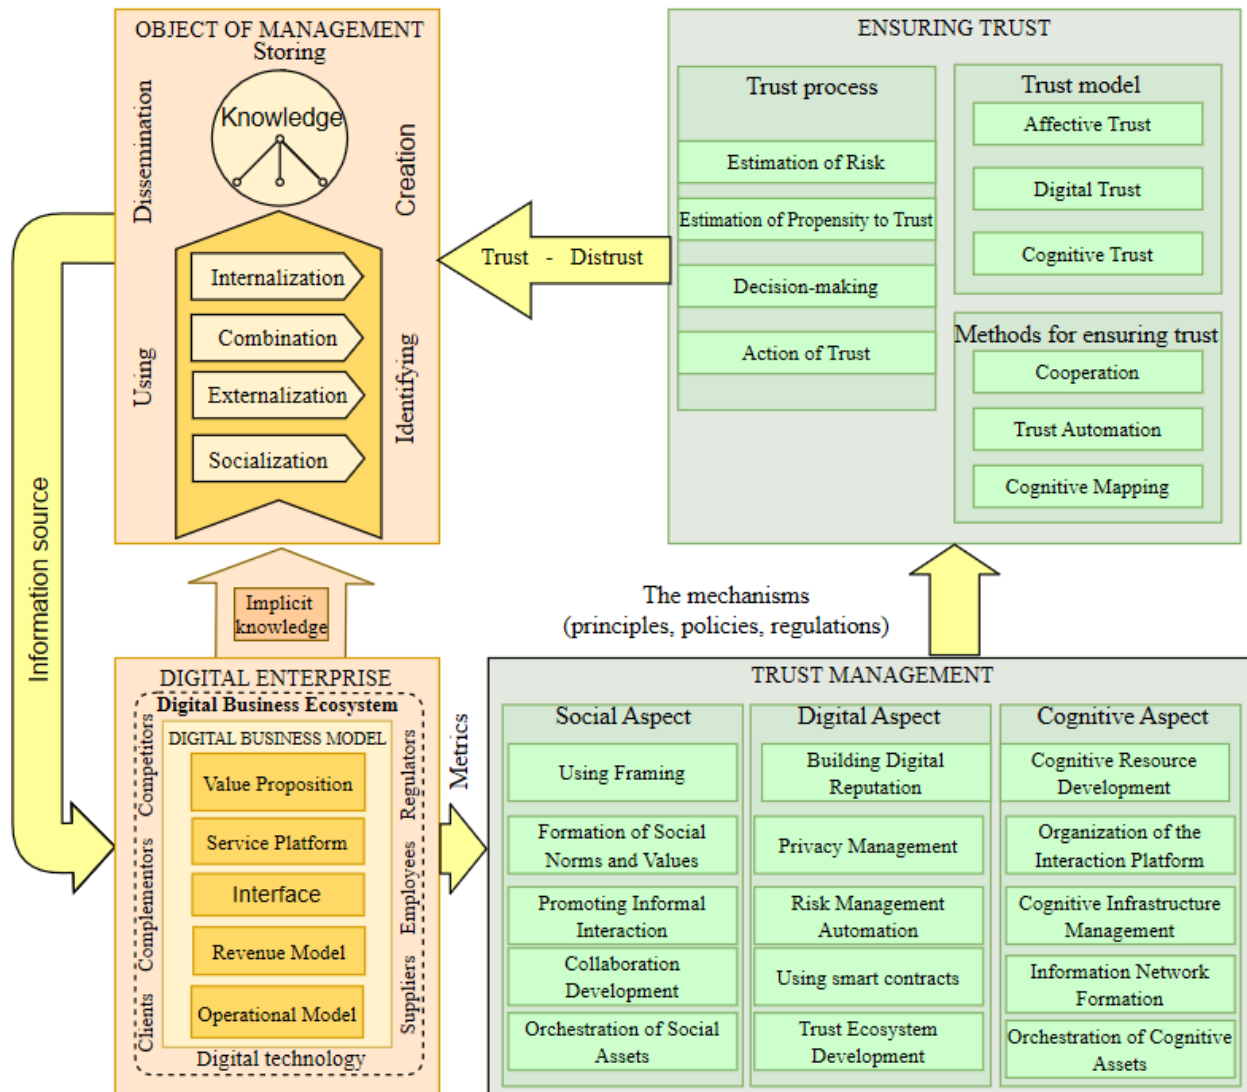 OBJECT OF MANAGEMENT
Storing
Dissemination
Knowledge
Creation
Using
Internalization
Combination
Externalization
Socialization
Identifying
ENSURING TRUST
Trust process
Estimation of Risk
Estimation of Propensity to Trust
Decision-making
Action of Trust
Trust model
Affective Trust
Digital Trust
Cognitive Trust
Methods for ensuring trust
Cooperation
Trust Automation
Cognitive Mapping
Trust - Distrust
Information source
Implicit
knowledge
The mechanisms
(principles, policies, regulations)
DIGITAL ENTERPRISE
Digital Business Ecosystem
DIGITAL BUSINESS MODEL
Competitors
Complementors
Clients
Value Proposition
Service Platform
Interface
Revenue Model
Operational Model
Regulators
Employees
Suppliers
Digital technology
Metrics
TRUST MANAGEMENT
Social Aspect
Using Framing
Formation of Social
Norms and Values
Promoting Informal
Interaction
Collaboration
Development
Orchestration of Social
Assets
Digital Aspect
Building Digital
Reputation
Privacy Management
Risk Management
Automation
Using smart contracts
Trust Ecosystem
Development
Cognitive Aspect
Cognitive Resource
Development
Organization of the
Interaction Platform
Cognitive Infrastructure
Management
Information Network
Formation
Orchestration of Cognitive
Assets